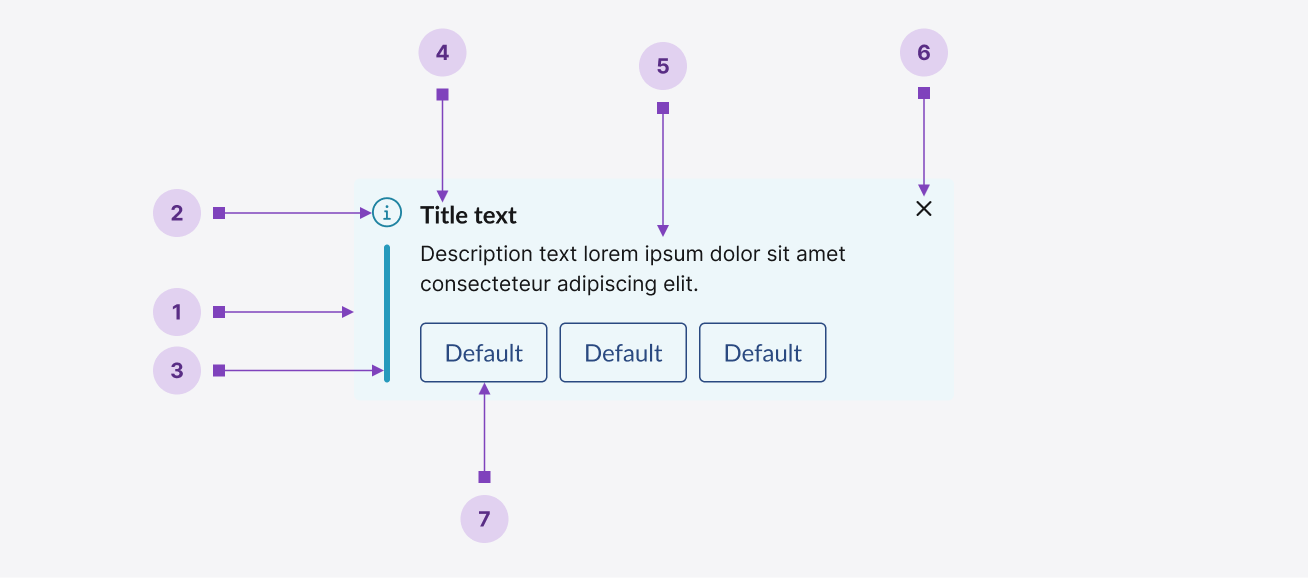 4
5
6
2
Title text
Description text lorem ipsum dolor sit amet
consecteteur adipiscing elit.
1
3
Default Default Default
7